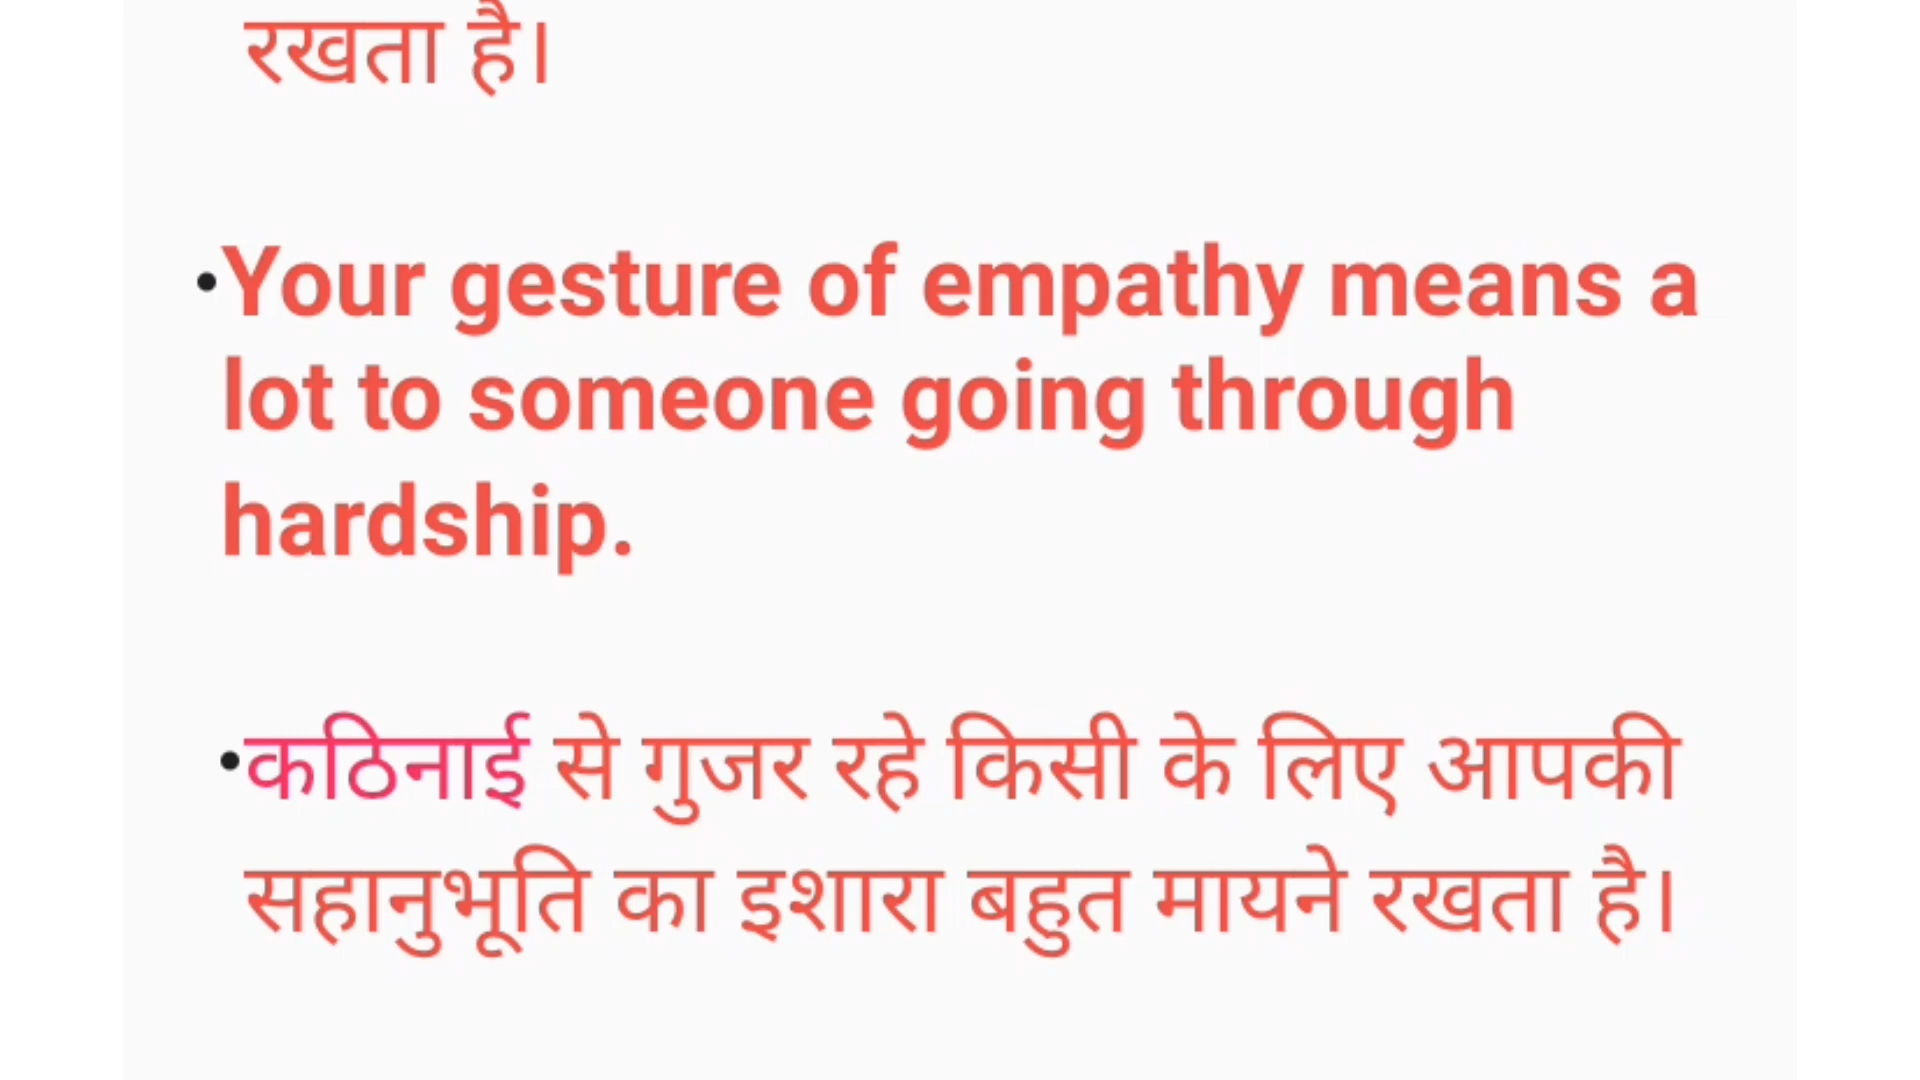 रखता है।
•Your gesture of empathy means a
lot to someone going through
hardship.
•कठिनाई से गुजर रहे किसी के लिए आपकी
सहानुभूति का इशारा बहुत मायने रखता है।